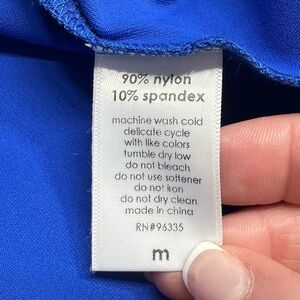 90% nylon
10% spandex
machine wash cold
delicate cycle
with like colors
tumble dry low
do not bleach
do not use softener
do not iron
do not dry clean
made in china
RN#96335
m